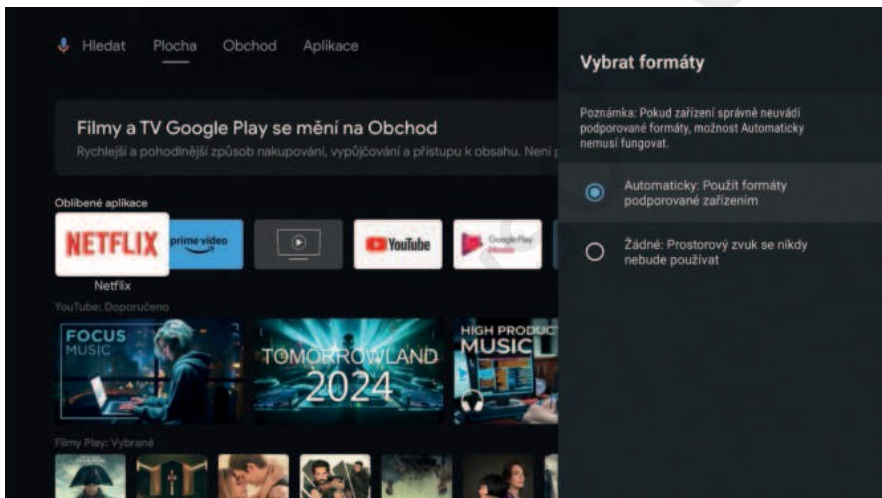 Hledat Plocha Obchod Aplikace
Filmy a TV Google Play se mění na Obchod
Rychlejší a pohodlnější způsob nakupování, vypůjčování a přístupu k obsahu. Není
Oblíbené aplikace
NETFLIX
prime video
YouTube
Google Play
Netflix
YouTube: Doporučeno
FOCUS
MUSIC
TOMORROWLAND
2024
HIGH PRODUCT
MUSIC
Filmy Play: Vybrané
Vybrat formáty
Poznámka: Pokud zařízení správně neuvádí
podporované formáty, možnost Automaticky
nemusí fungovat.
Automaticky: Použít formáty
podporované zařízením
Žádné: Prostorový zvuk se nikdy
nebude používat